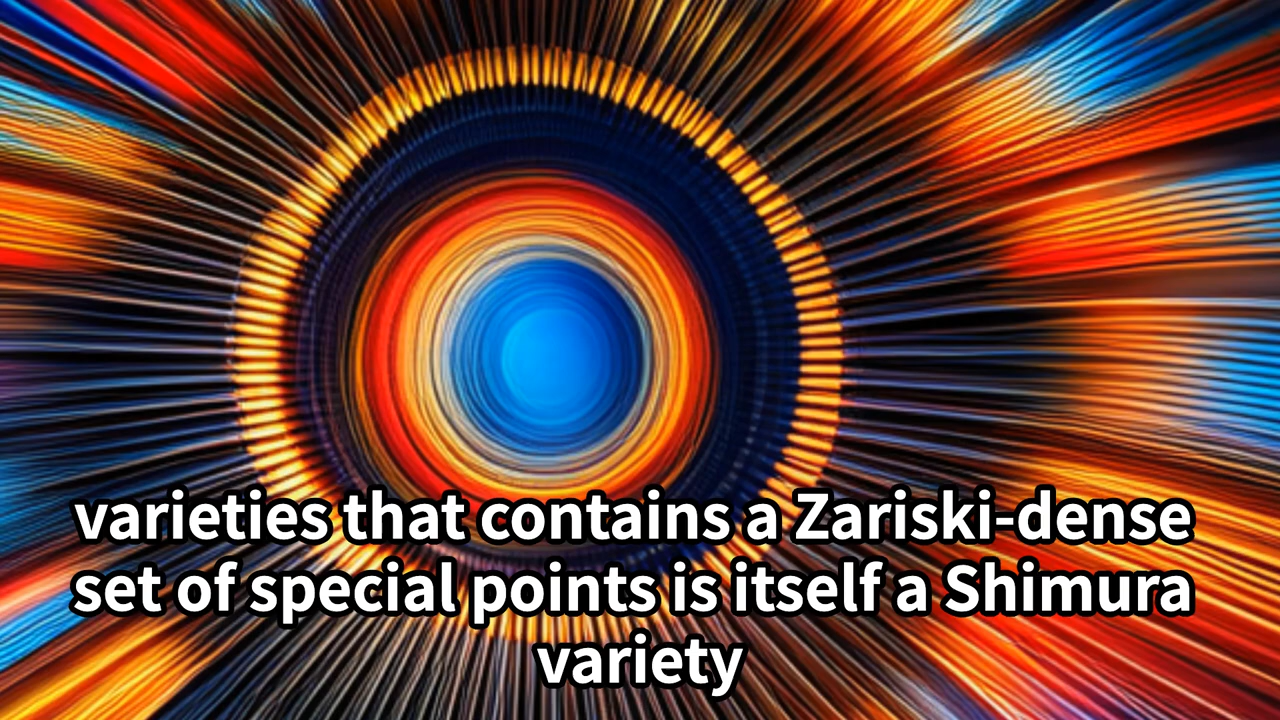 varieties that contains a Zariski-dense
set of special points is itself a Shimura
variety